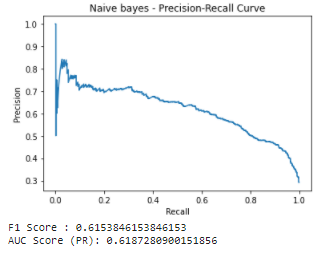 Naive bayes - Precision-Recall Curve
1.0
0.9
0.8
0.7
0.6
0.5
0.4
0.3
Precision
0.0 0.2 0.4 0.6 0.8 1.0
Recall
F1 Score : 0.6153846153846153
AUC Score (PR): 0.6187280900151856